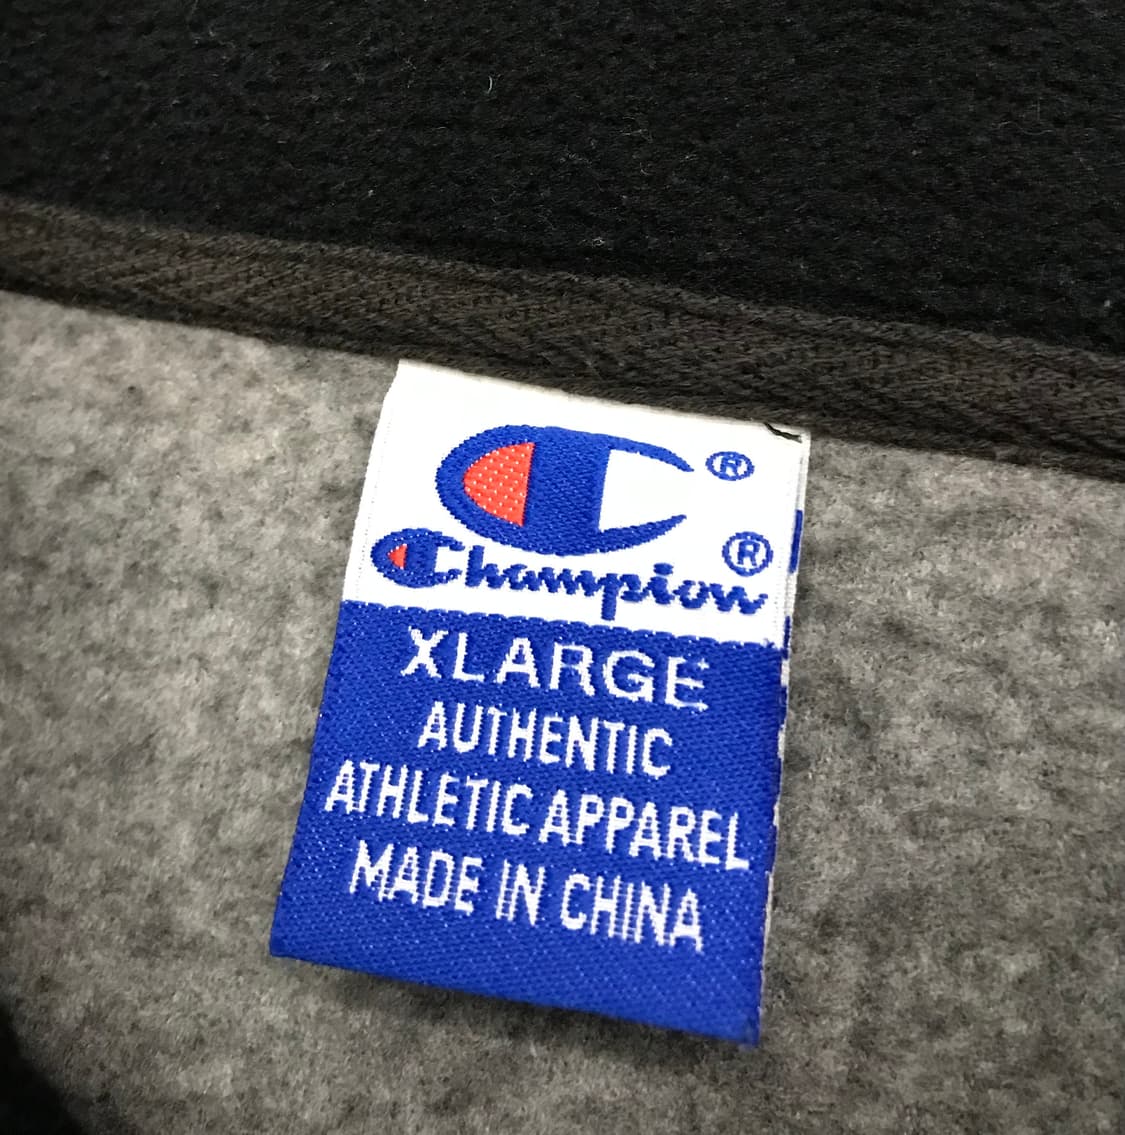 C®
Champion®
XLARGE
AUTHENTIC
ATHLETIC APPAREL
MADE IN CHINA